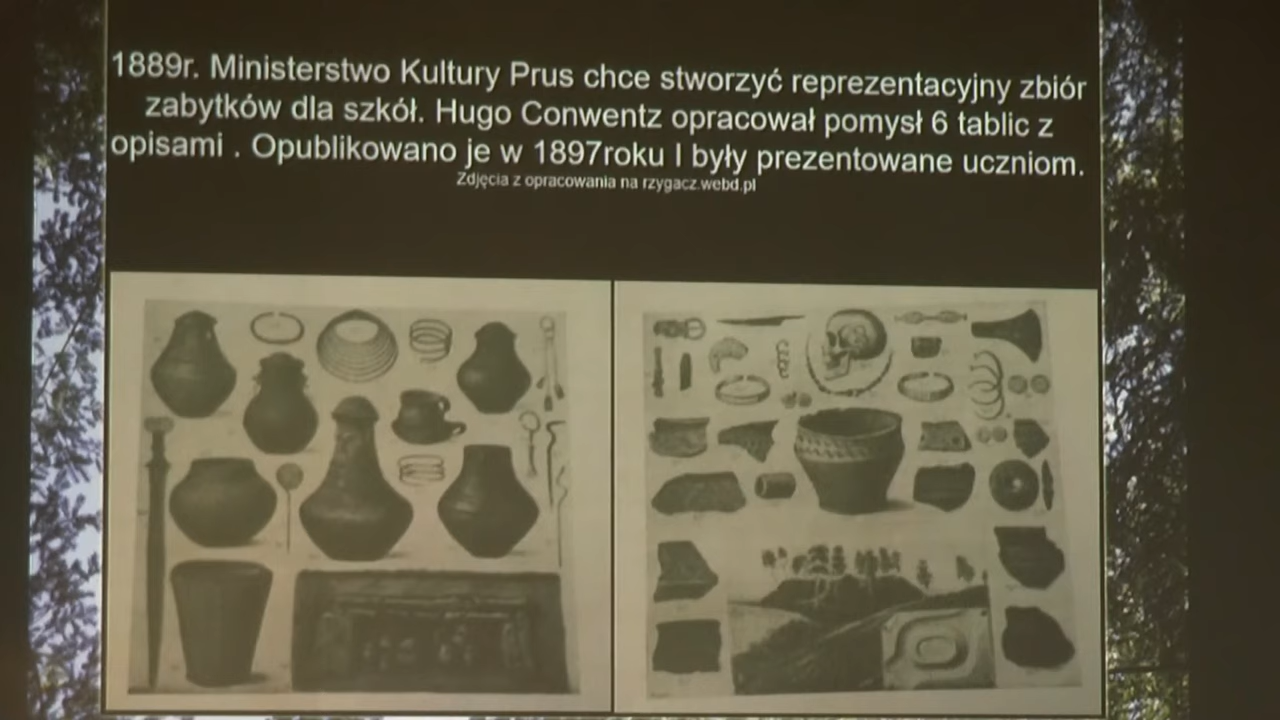 1889r. Ministerstwo Kultury Prus chce stworzyć reprezentacyjny zbiór
zabytków dla szkół. Hugo Conwentz opracował pomysł 6 tablic z
opisami . Opublikowano je w 1897roku I były prezentowane uczniom.
Zdjęcia z opracowania na rzygacz.webd.pl